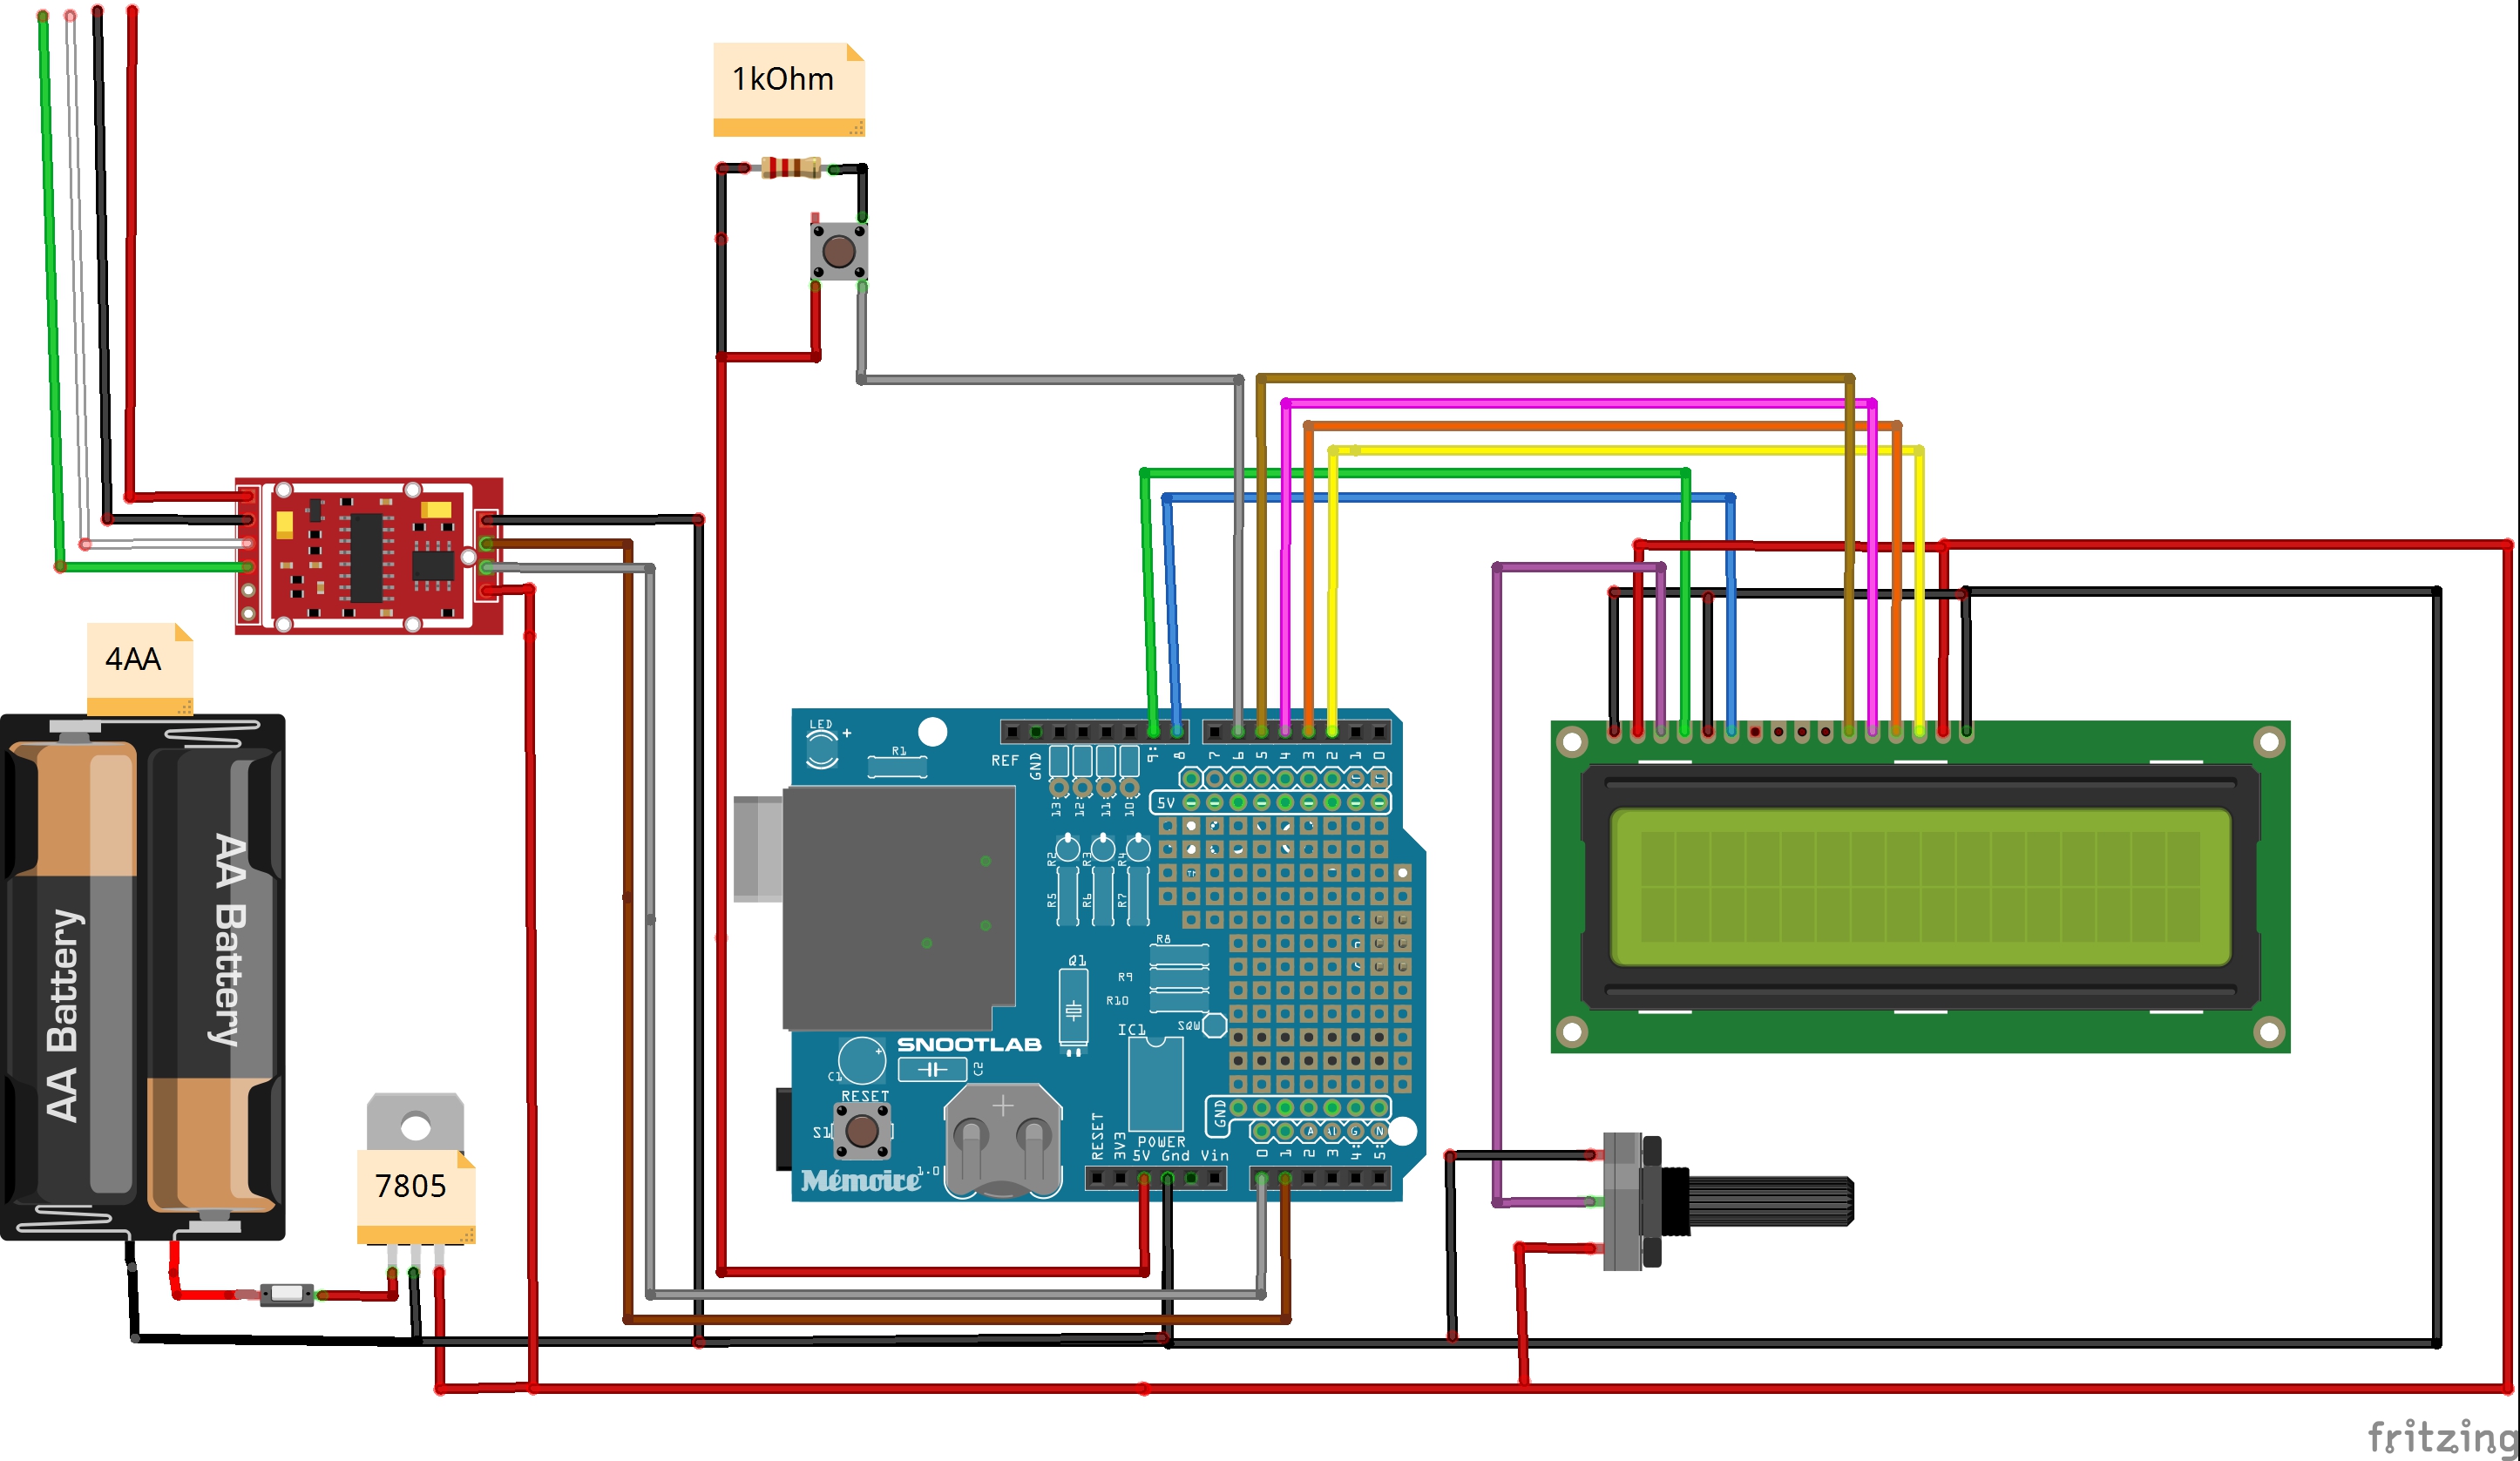 1kOhm
4AA
AA Battery
AA Battery
7805
LED
+
R1
REF
GND
13
12
11
10
9
8
7
6
5
4
3
2
1
0
5V
R2
R3
R4
R5
R6
R7
R8
R9
R10
Q1
SQW
IC1
SNOOTLAB
C1
C2
RESET
S1
Mémoire
1.0
RESET
3V3
5V
Gnd
Vin
POWER
GND
0
1
2
3
4
5
fritzing